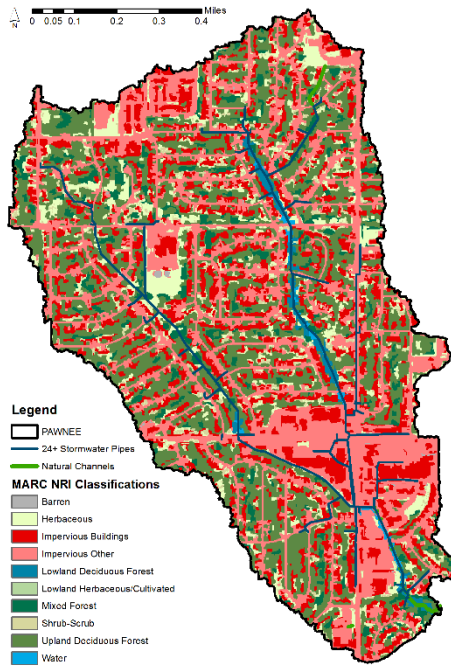 Miles
N
0 0.05 0.1 0.2 0.3 0.4
Legend
PAWNEE
24+ Stormwater Pipes
Natural Channels
MARC NRI Classifications
Barren
Herbaceous
Impervious Buildings
Impervious Other
Lowland Deciduous Forest
Lowland Herbaceous/Cultivated
Mixed Forest
Shrub-Scrub
Upland Deciduous Forest
Water